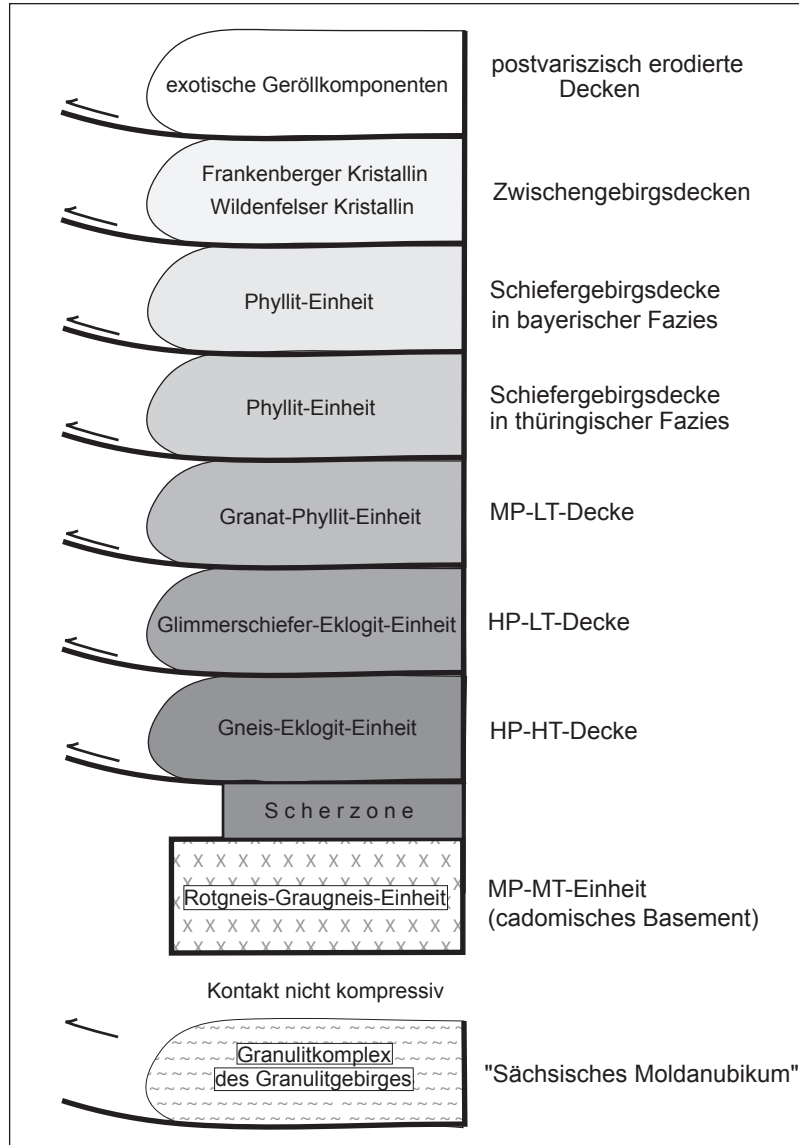 exotische Geröllkomponenten
postvariszisch erodierte
Decken
Frankenberger Kristallin
Wildenfelser Kristallin
Zwischengebirgsdecken
Phyllit-Einheit
Schiefergebirgsdecke
in bayerischer Fazies
Phyllit-Einheit
Schiefergebirgsdecke
in thüringischer Fazies
Granat-Phyllit-Einheit
MP-LT-Decke
Glimmerschiefer-Eklogit-Einheit
HP-LT-Decke
Gneis-Eklogit-Einheit
HP-HT-Decke
Scherzone
Rotgneis-Graugneis-Einheit
MP-MT-Einheit
(cadomisches Basement)
Kontakt nicht kompressiv
Granulitkomplex
des Granulitgebirges
"Sächsisches Moldanubikum"